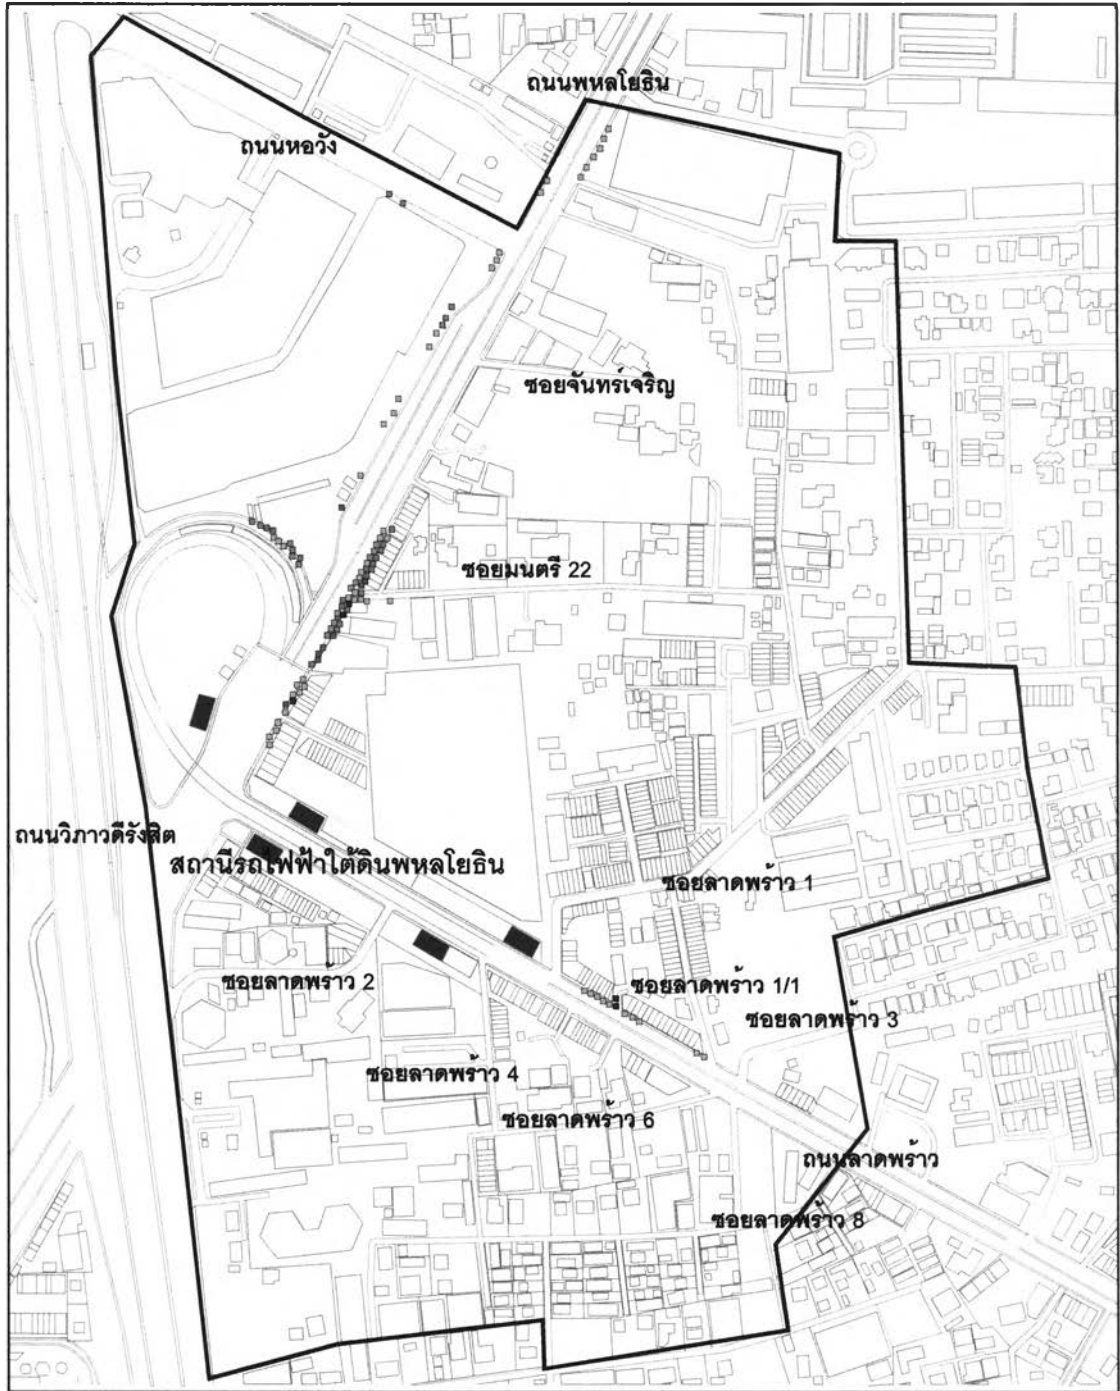 ถนนพหลโยธิน
ถนนหอวัง
ซอยจันทร์เจริญ
ซอยมนตรี 22
ถนนวิภาวดีรังสิต
สถานีรถไฟฟ้าใต้ดินพหลโยธิน
ซอยลาดพร้าว 1
ซอยลาดพร้าว 2
ซอยลาดพร้าว 1/1
ซอยลาดพร้าว 3
ซอยลาดพร้าว 4
ซอยลาดพร้าว 6
ถนนลาดพร้าว
ซอยลาดพร้าว 8